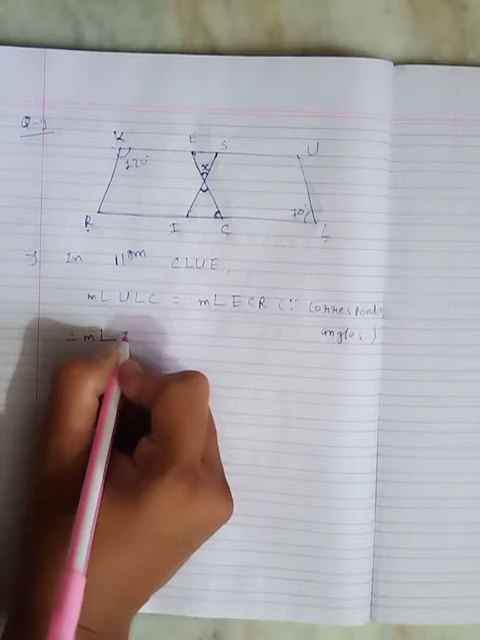 Q-9
K E S U
120° x
R I C 70° L
⇒ In ||gm CLUE,
m∠ULC = m∠ECR (∵ corresponding
angles)
∴ m∠